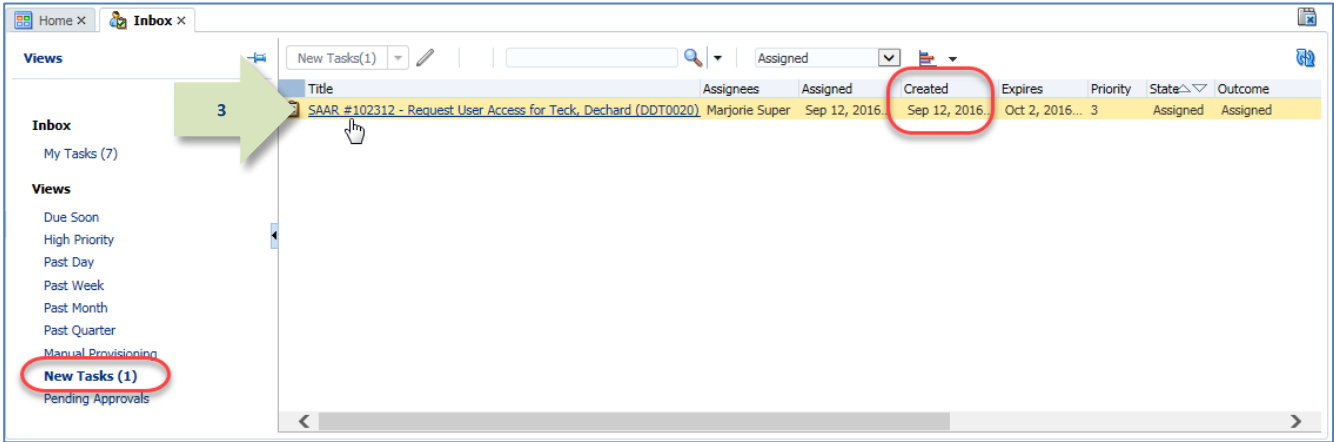 Home × Inbox ×
Views New Tasks(1) Assigned
Title Assignees Assigned Created Expires Priority State Outcome
3 SAAR #102312 - Request User Access for Teck, Dechard (DDT0020) Marjorie Super Sep 12, 2016... Sep 12, 2016... Oct 2, 2016... 3 Assigned Assigned
Inbox
My Tasks (7)
Views
Due Soon
High Priority
Past Day
Past Week
Past Month
Past Quarter
Manual Provisioning
New Tasks (1)
Pending Approvals